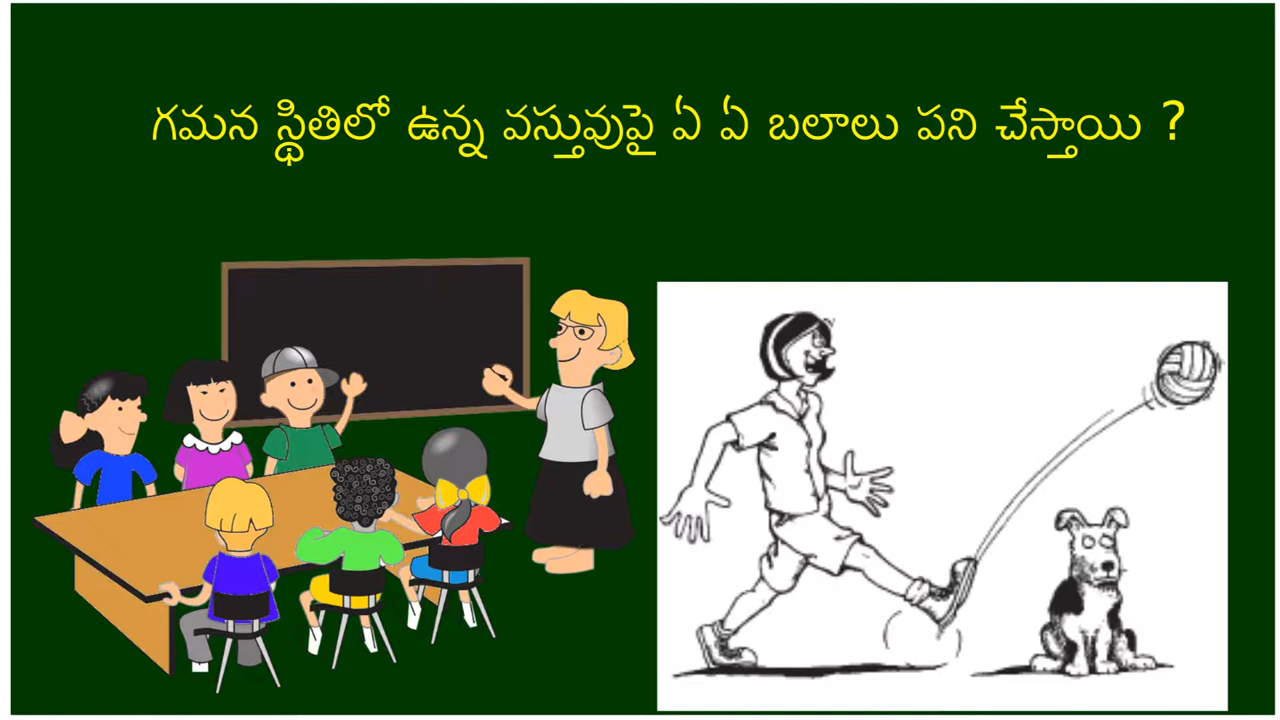 గమన స్థితిలో ఉన్న వస్తువుపై ఏ ఏ బలాలు పని చేస్తాయి ?